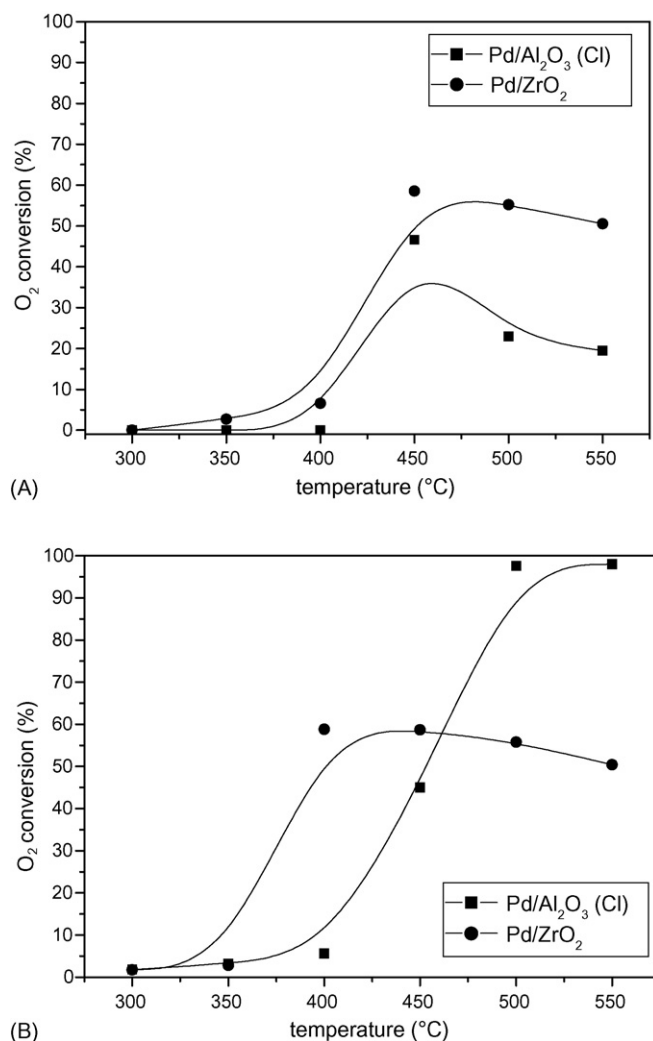 100
90
80
70
60
50
40
30
20
10
0
O₂ conversion (%)
Pd/Al₂O₃ (Cl)
Pd/ZrO₂
300 350 400 450 500 550
temperature (°C)
(A)
100
90
80
70
60
50
40
30
20
10
0
O₂ conversion (%)
Pd/Al₂O₃ (Cl)
Pd/ZrO₂
300 350 400 450 500 550
temperature (°C)
(B)